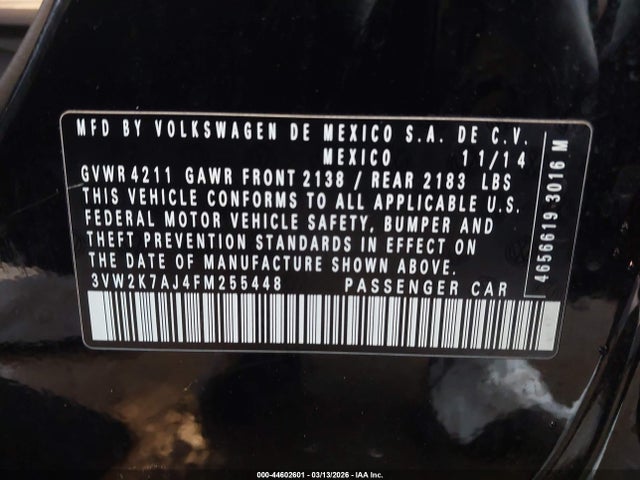 MFD BY VOLKSWAGEN DE MEXICO S.A. DE C.V.
MEXICO 11/14
GVWR 4211 GAWR FRONT 2138 / REAR 2183 LBS
THIS VEHICLE CONFORMS TO ALL APPLICABLE U.S.
FEDERAL MOTOR VEHICLE SAFETY, BUMPER AND
THEFT PREVENTION STANDARDS IN EFFECT ON
THE DATE OF MANUFACTURE SHOWN ABOVE.
3VW2K7AJ4FM255448 PASSENGER CAR
4656619 3016 M
000-44602601 - 03/13/2026 - IAA Inc.